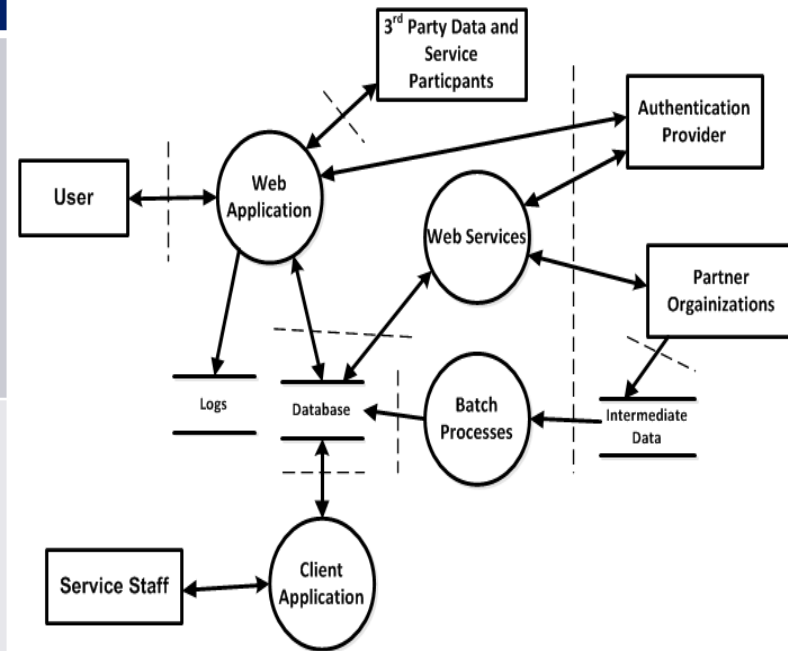 3rd Party Data and
Service
Particpants
Authentication
Provider
User
Web
Application
Web Services
Partner
Orgainizations
Logs
Database
Batch
Processes
Intermediate
Data
Service Staff
Client
Application